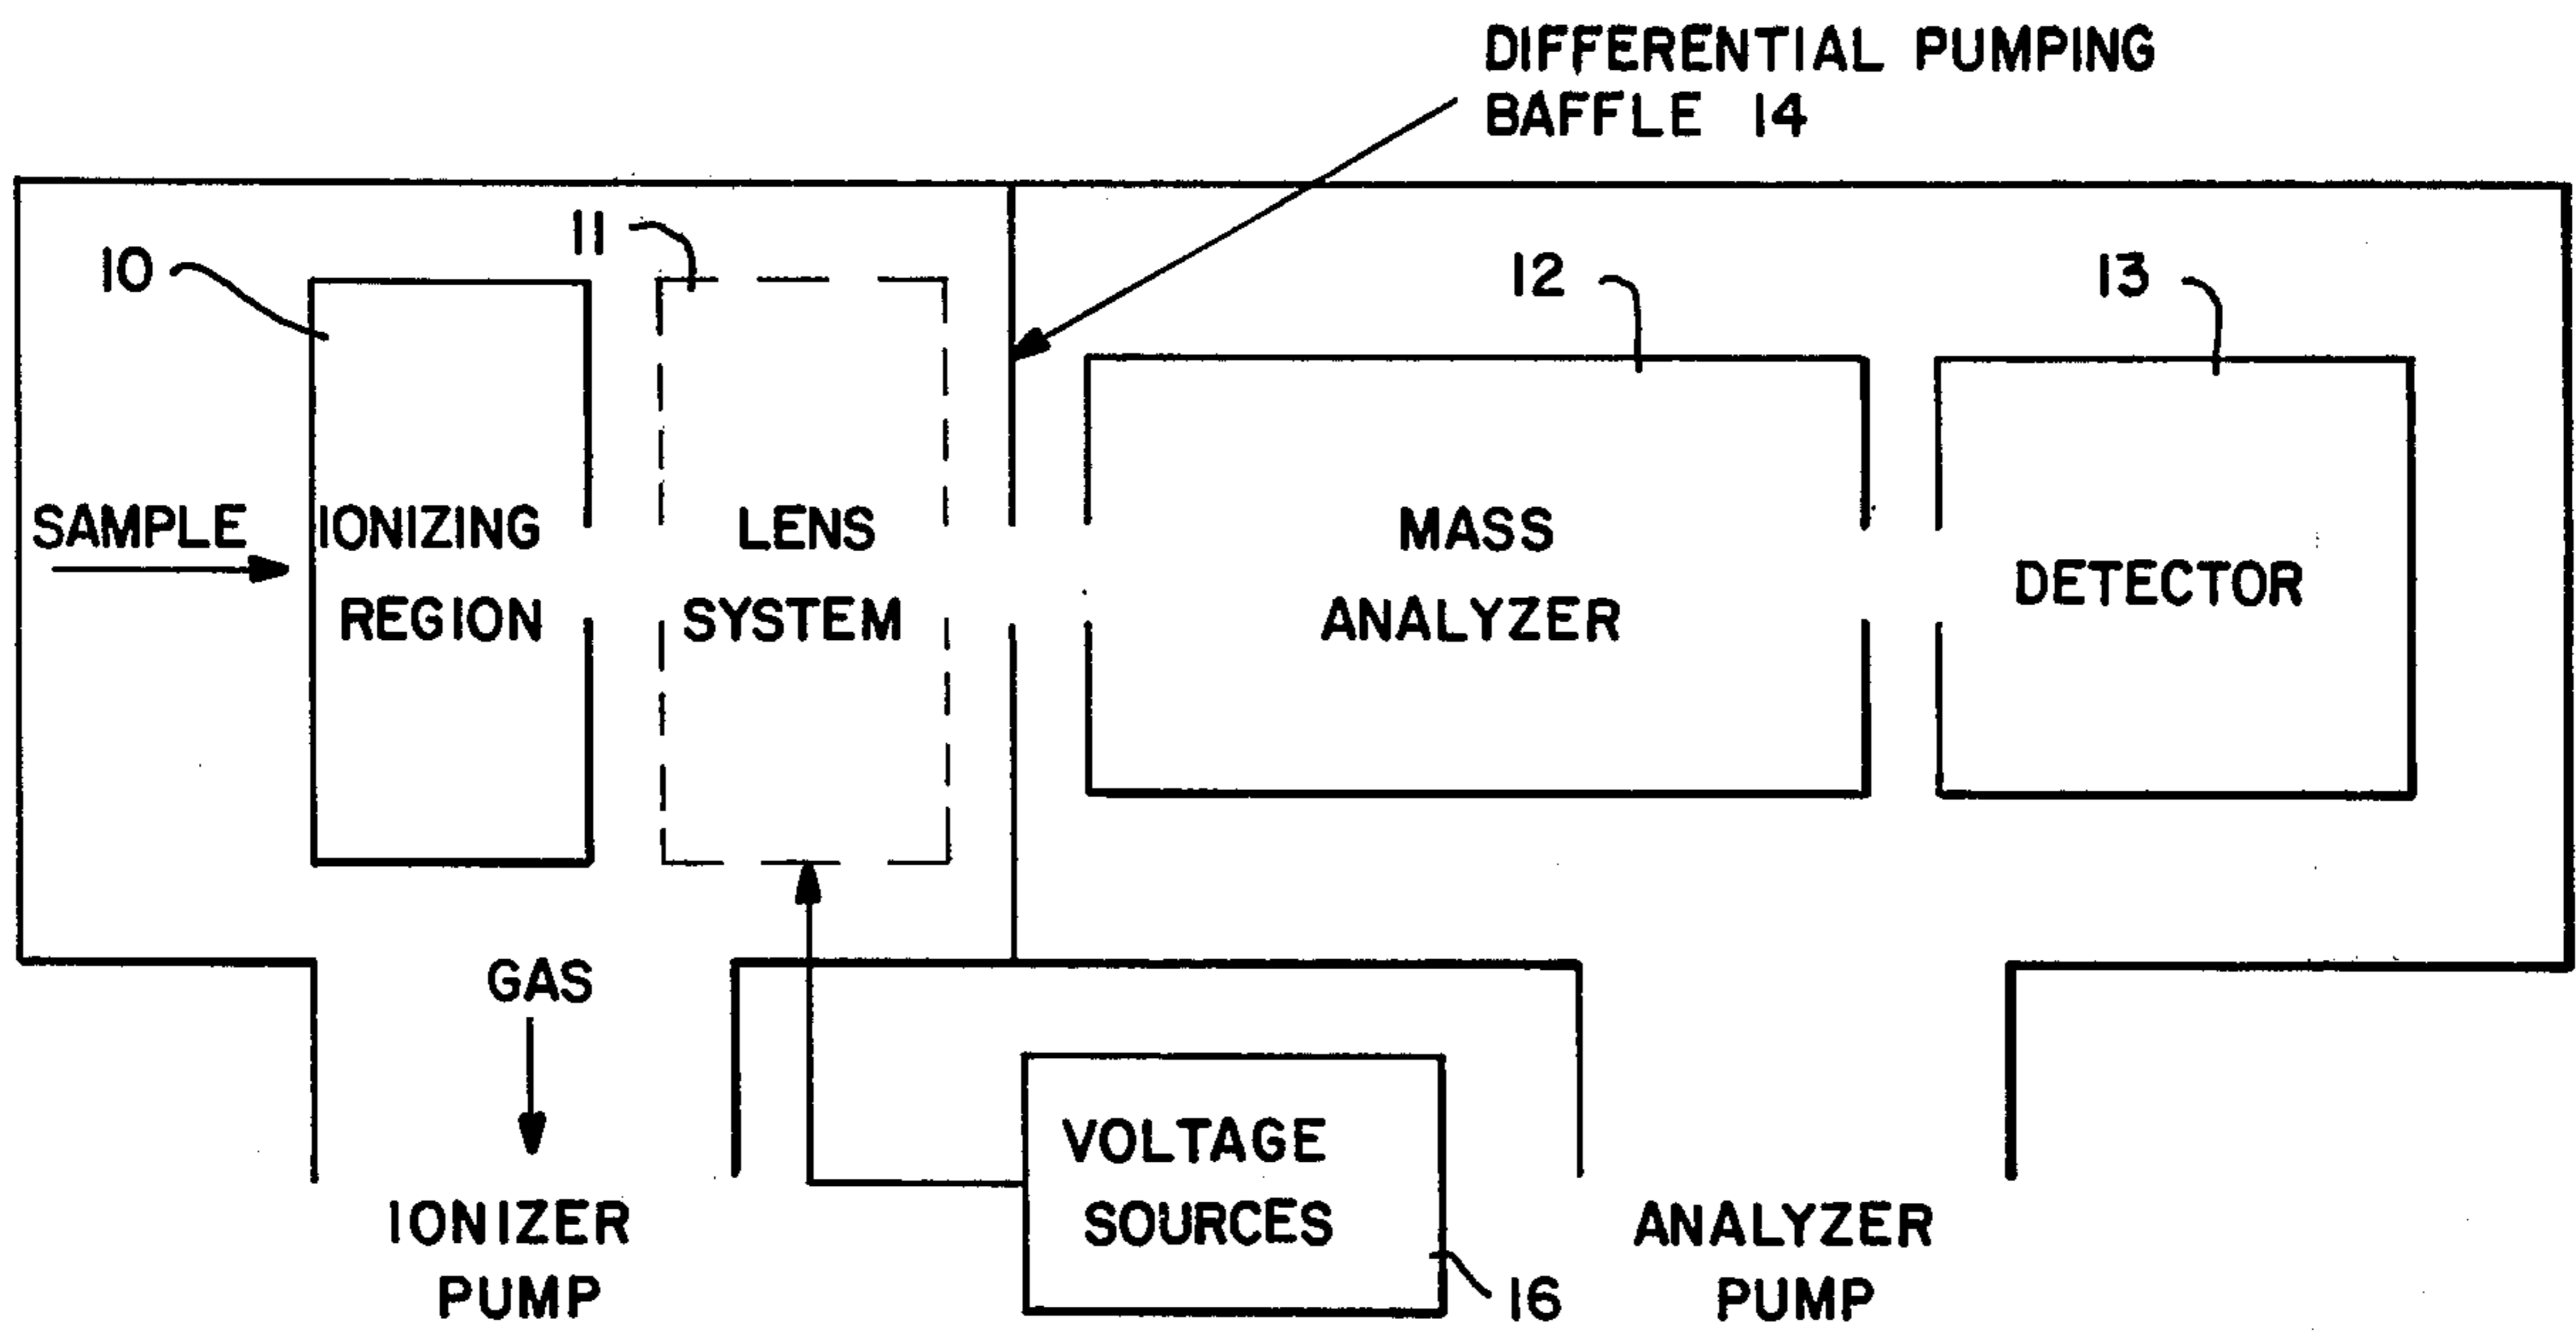 DIFFERENTIAL PUMPING
BAFFLE 14
10
11
12
13
SAMPLE
IONIZING
REGION
LENS
SYSTEM
MASS
ANALYZER
DETECTOR
GAS
IONIZER
PUMP
VOLTAGE
SOURCES
16
ANALYZER
PUMP